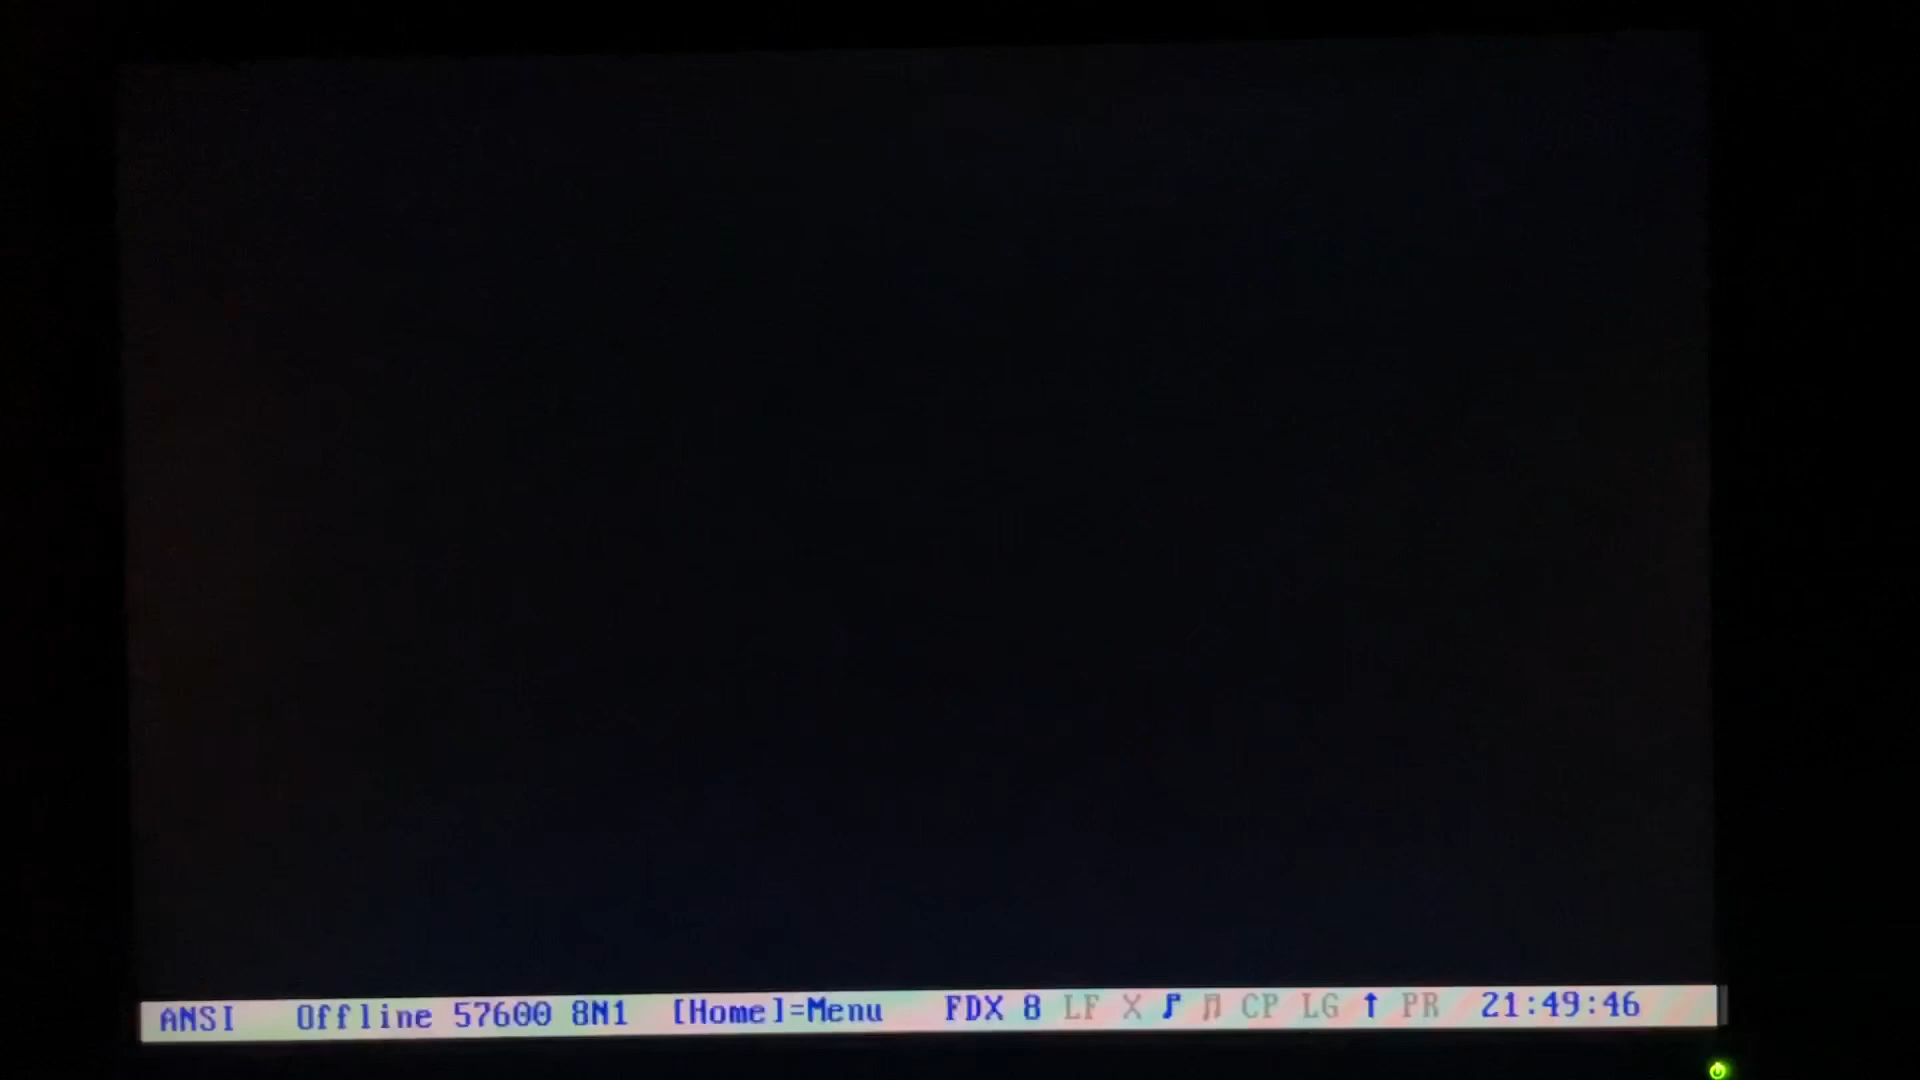 ANSI Offline 57600 8N1 [Home]=Menu FDX 8 LF X ♪ ♫ CP LG ↑ PR 21:49:46